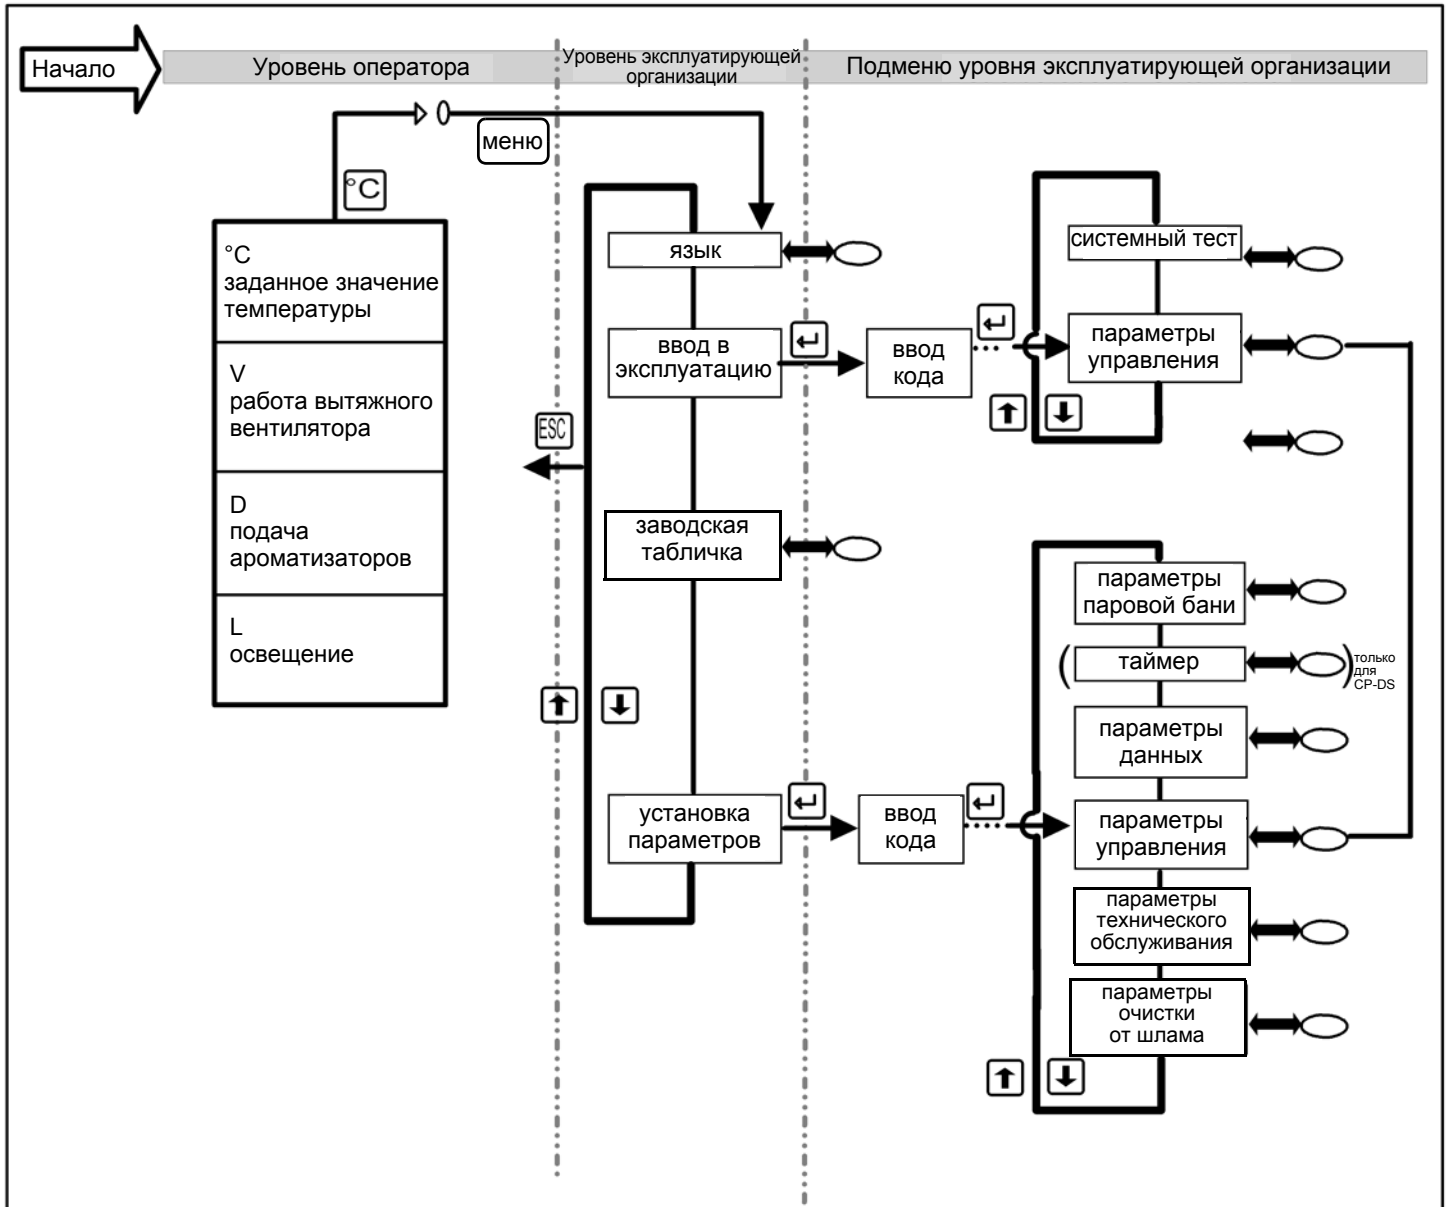 Начало
Уровень оператора
Уровень эксплуатирующей
организации
Подменю уровня эксплуатирующей организации
меню
°C
°C
заданное значение
температуры
V
работа вытяжного
вентилятора
D
подача
ароматизаторов
L
освещение
ESC
язык
ввод в
эксплуатацию
заводская
табличка
установка
параметров
ввод
кода
системный тест
параметры
управления
ввод
кода
параметры
паровой бани
(таймер)
только
для
CP-DS
параметры
данных
параметры
управления
параметры
технического
обслуживания
параметры
очистки
от шлама